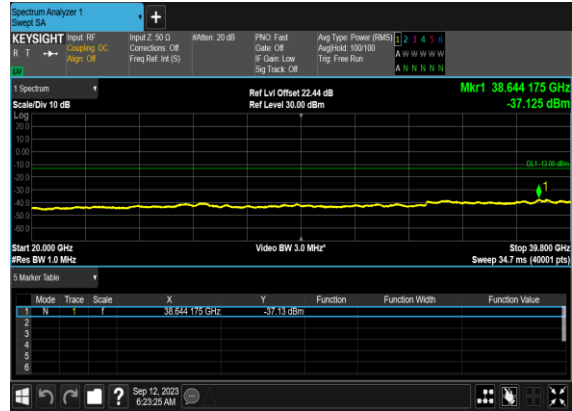 Spectrum Analyzer 1
Swept SA
+
KEYSIGHT Input: RF Input Z: 50 Ω #Atten: 20 dB PNO: Fast Avg Type: Power (RMS) 1 2 3 4 5 6
R T Coupling: DC Corrections: Off Gate: Off Avg|Hold: 100/100 A W W W W W
Align: Off Freq Ref: Int (S) IF Gain: Low Trig: Free Run
Sig Track: Off A N N N N N
1 Spectrum Ref Lvl Offset 22.44 dB Mkr1 38.644 175 GHz
Scale/Div 10 dB Ref Level 30.00 dBm -37.125 dBm
Log
20.0
10.0
0.00
-10.0 DL1 -13.00 dBm
-20.0
-30.0 1
-40.0
-50.0
-60.0
Start 20.000 GHz Video BW 3.0 MHz* Stop 39.800 GHz
#Res BW 1.0 MHz Sweep 34.7 ms (40001 pts)
5 Marker Table
Mode Trace Scale X Y Function Function Width Function Value
1 N 1 f 38.644 175 GHz -37.13 dBm
2
3
4
5
6
? Sep 12, 2023
6:23:25 AM